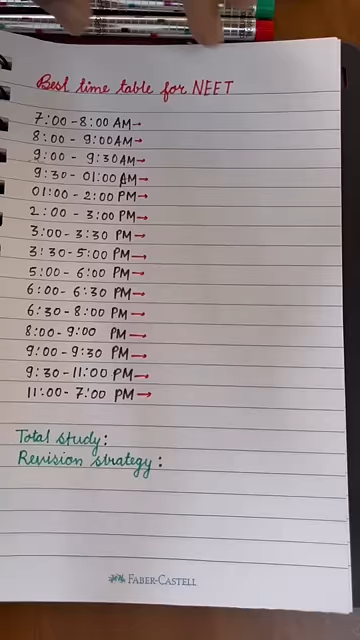 Best time table for NEET
7:00 - 8:00 AM→
8:00 - 9:00AM→
9:00 - 9:30AM→
9:30 - 01:00 AM→
01:00 - 2:00 PM→
2:00 - 3:00 PM→
3:00 - 3:30 PM→
3:30 - 5:00 PM→
5:00 - 6:00 PM→
6:00 - 6:30 PM→
6:30 - 8:00 PM→
8:00 - 9:00 PM→
9:00 - 9:30 PM→
9:30 - 11:00 PM→
11:00 - 7:00 PM→
Total study:
Revision strategy:
FABER-CASTELL